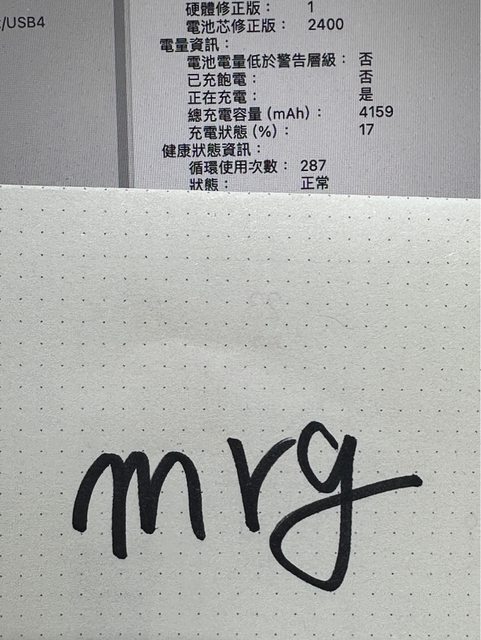 /USB4
硬體修正版： 1
電池芯修正版： 2400
電量資訊：
電池電量低於警告層級： 否
已充飽電： 否
正在充電： 是
總充電容量 (mAh)： 4159
充電狀態 (%)： 17
健康狀態資訊：
循環使用次數： 287
狀態： 正常
mrg